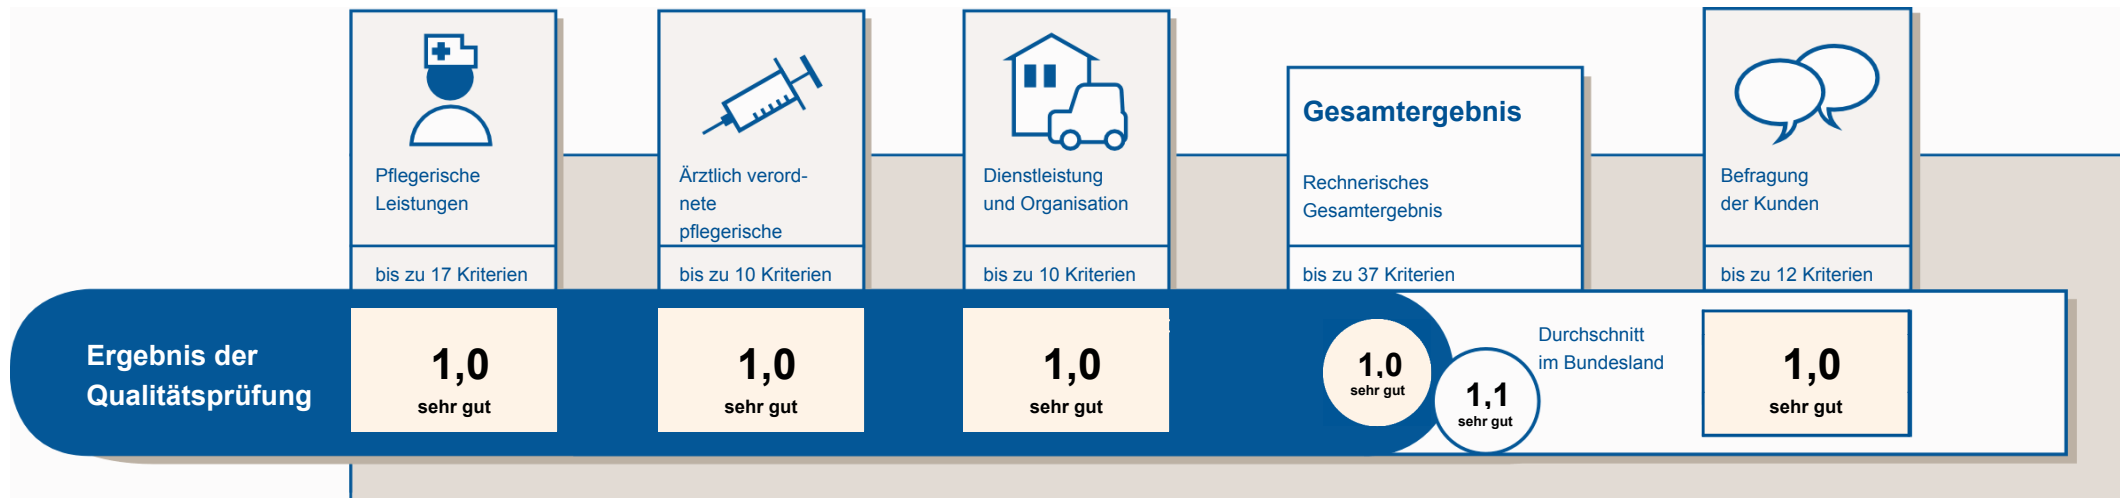 Pflegerische
Leistungen
bis zu 17 Kriterien
Ärztlich verord-
nete
pflegerische
bis zu 10 Kriterien
Dienstleistung
und Organisation
bis zu 10 Kriterien
Gesamtergebnis
Rechnerisches
Gesamtergebnis
bis zu 37 Kriterien
Befragung
der Kunden
bis zu 12 Kriterien
Ergebnis der
Qualitätsprüfung
1,0
sehr gut
1,0
sehr gut
1,0
sehr gut
1,0
sehr gut
1,1
sehr gut
Durchschnitt
im Bundesland
1,0
sehr gut